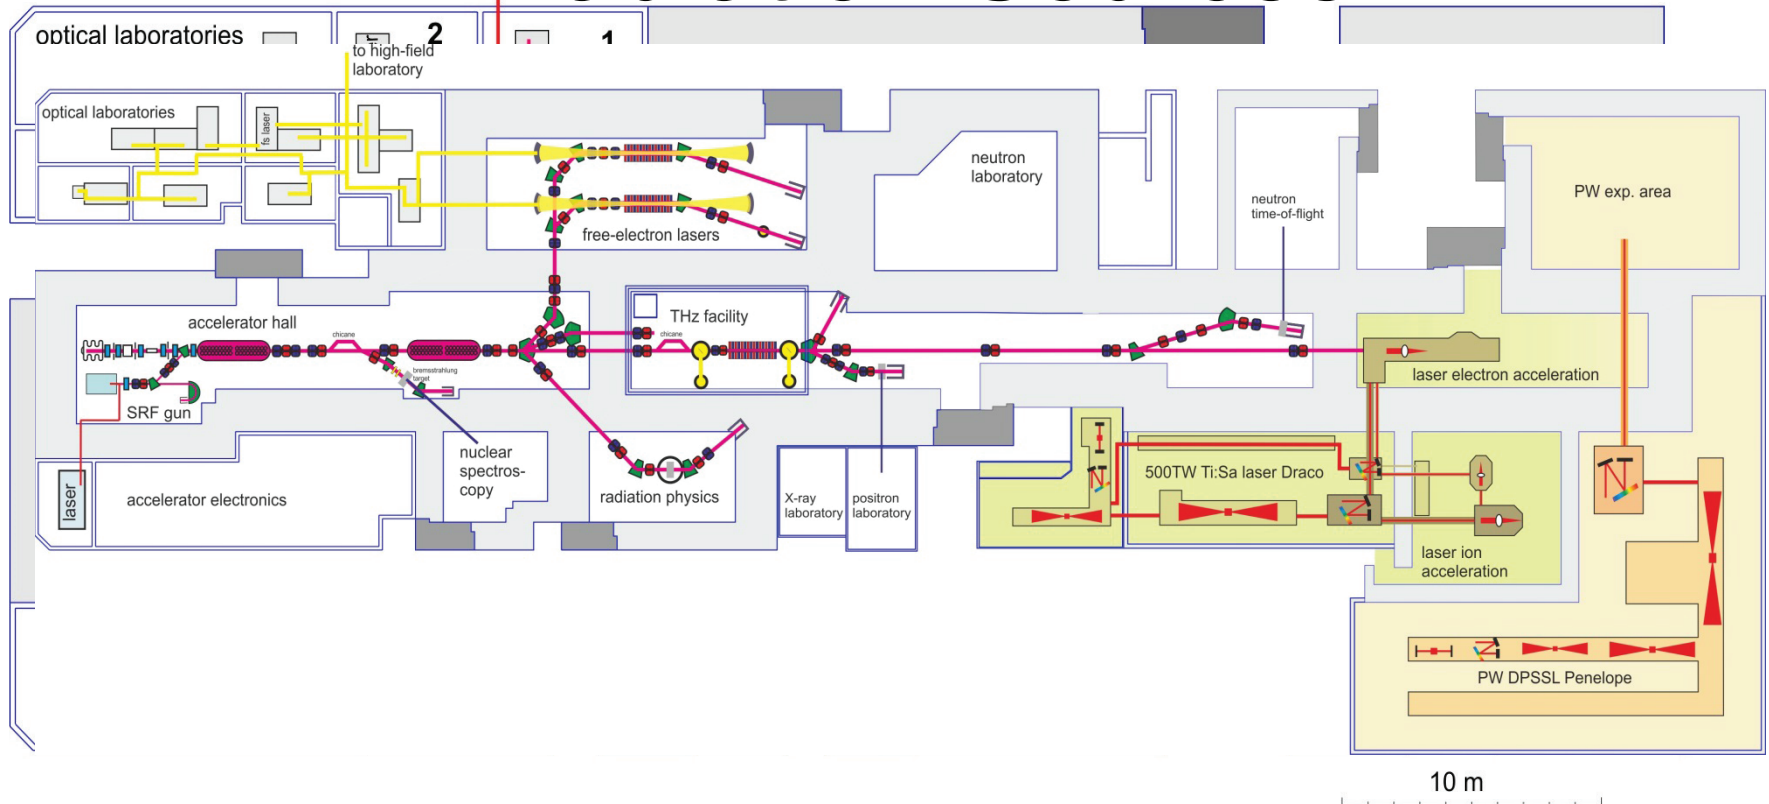 optical laboratories
2
1
to high-field
laboratory
optical laboratories
fs laser
neutron
laboratory
PW exp. area
neutron
time-of-flight
free-electron lasers
accelerator hall
THz facility
chicane
chicane
bremsstrahlung
target
laser electron acceleration
SRF gun
nuclear
spectros-
copy
500TW Ti:Sa laser Draco
laser
accelerator electronics
radiation physics
X-ray
laboratory
positron
laboratory
laser ion
acceleration
PW DPSSL Penelope
10 m